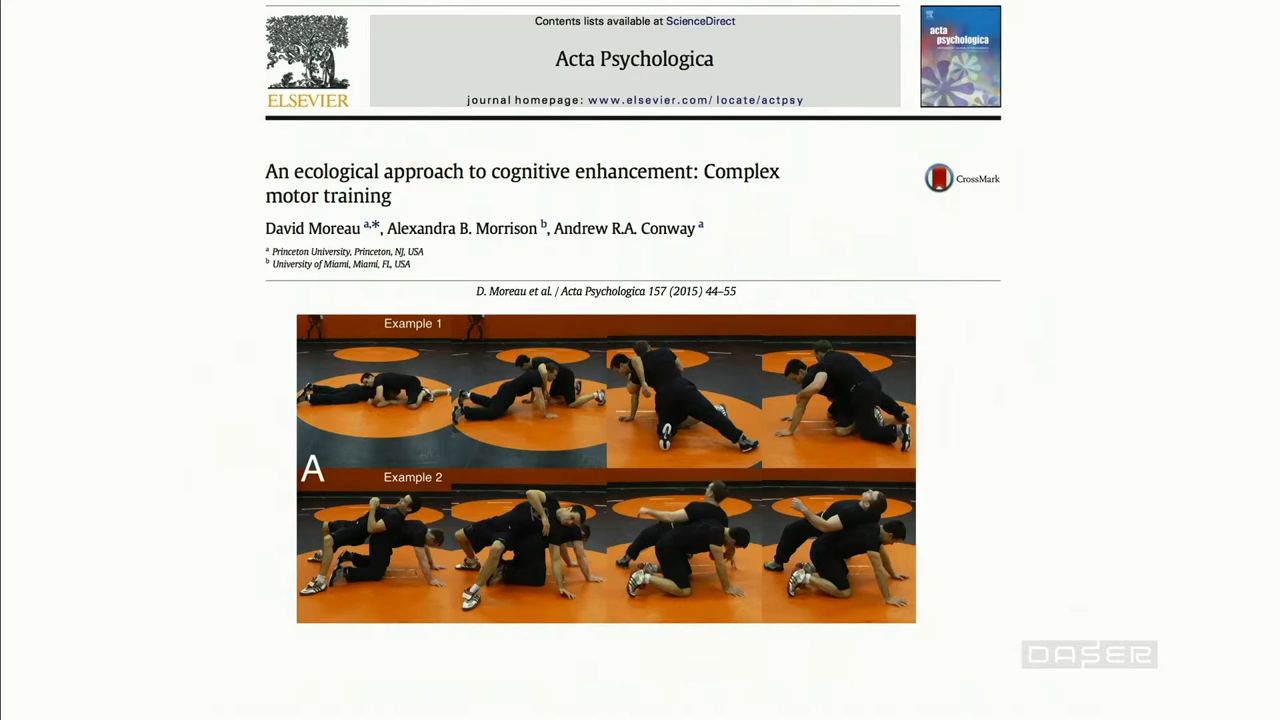 Contents lists available at ScienceDirect
Acta Psychologica
journal homepage: www.elsevier.com/ locate/actpsy
ELSEVIER
acta
psychologica
An ecological approach to cognitive enhancement: Complex
motor training
CrossMark
David Moreau a,*, Alexandra B. Morrison b, Andrew R.A. Conway a
a Princeton University, Princeton, NJ, USA
b University of Miami, Miami, FL, USA
D. Moreau et al. / Acta Psychologica 157 (2015) 44–55
Example 1
A
Example 2
DASER